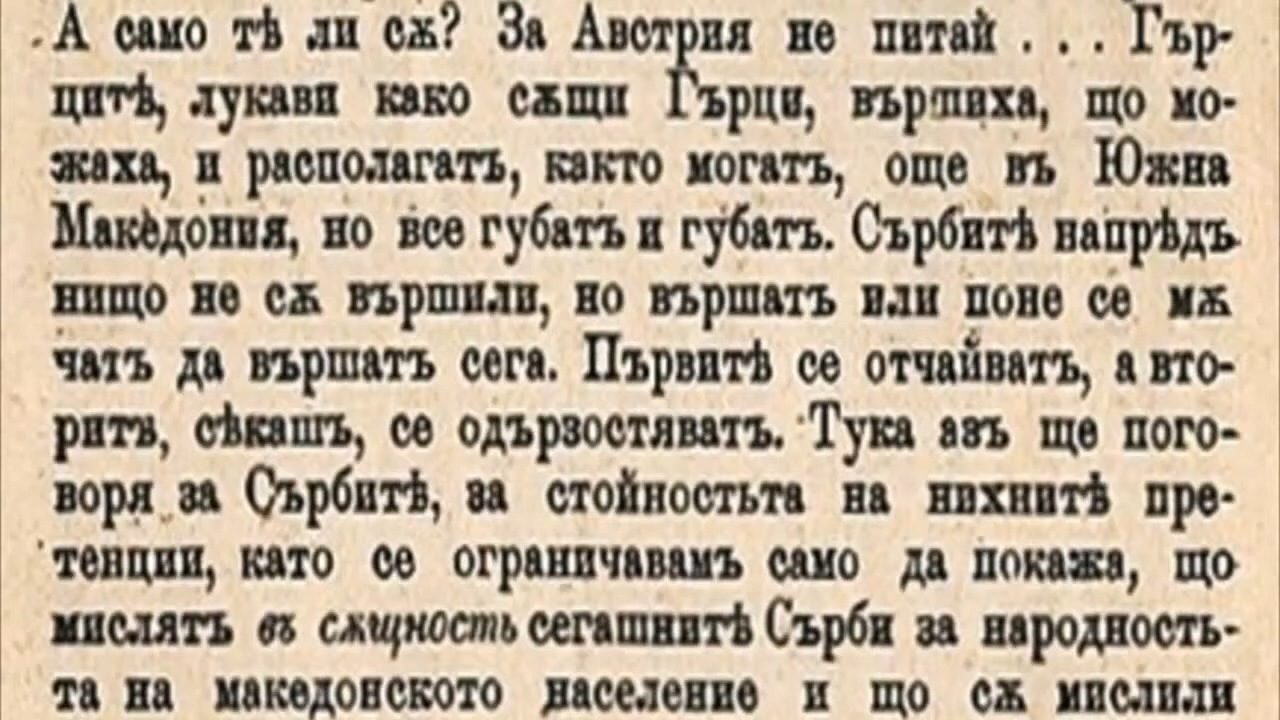 А само тѣ ли сѫ? За Австрия не питай . . . Гър-
цитѣ, лукави како сѫщи Гърци, вършиха, що мо-
жаха, и располагатъ, както могатъ, още въ Южна
Македония, но все губатъ и губатъ. Сърбитѣ напрѣдъ
нищо не сѫ вършили, но вършатъ или поне се мѫ
чатъ да вършатъ сега. Първитѣ се отчайватъ, а вто-
ритѣ, сѣкашъ, се одързостяватъ. Тука азъ ще пого-
воря за Сърбитѣ, за стойностьта на нихнитѣ пре-
тенции, като се ограничавамъ само да покажа, що
мислятъ въ сѫщность сегашнитѣ Сърби за народность-
та на македонското население и що сѫ мислили